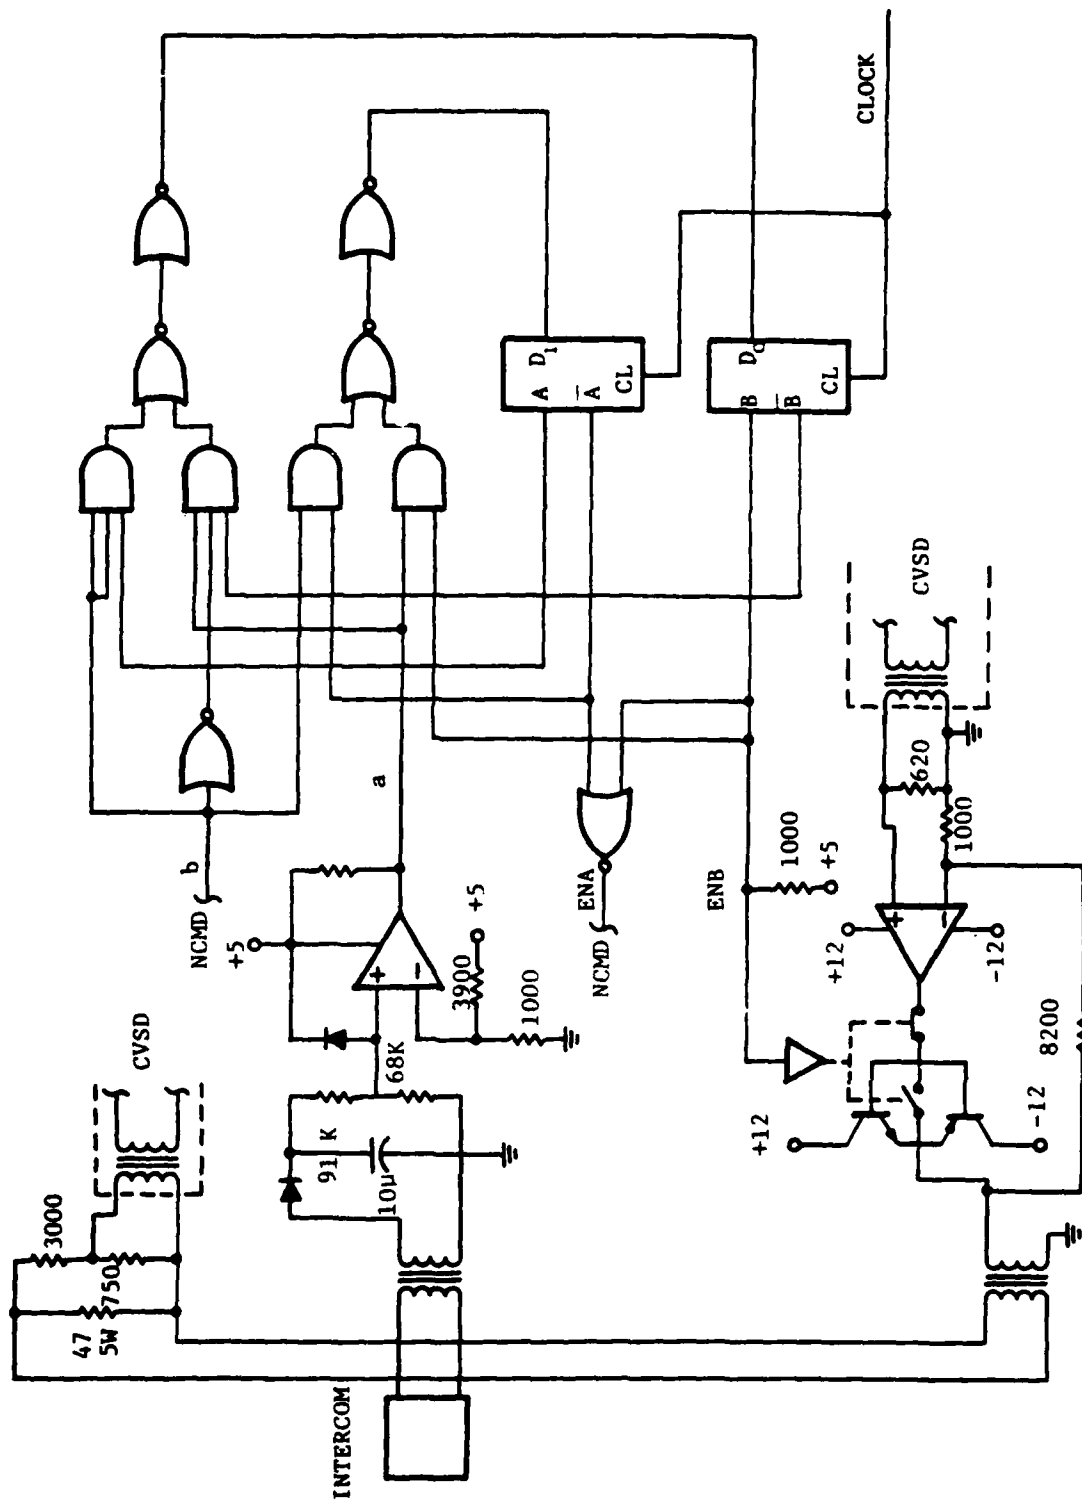 CLOCK
D₁
A
A̅
CL
D₀
B
B̅
CL
CVSD
a
b
NCMD
+5
+
−
3900
+5
1000
68K
91 K
10μ
ENA
NCMD
ENB
1000
+5
620
1000
+12
-12
+
−
8200
+12
-12
CVSD
3000
750
47
5W
INTERCOM